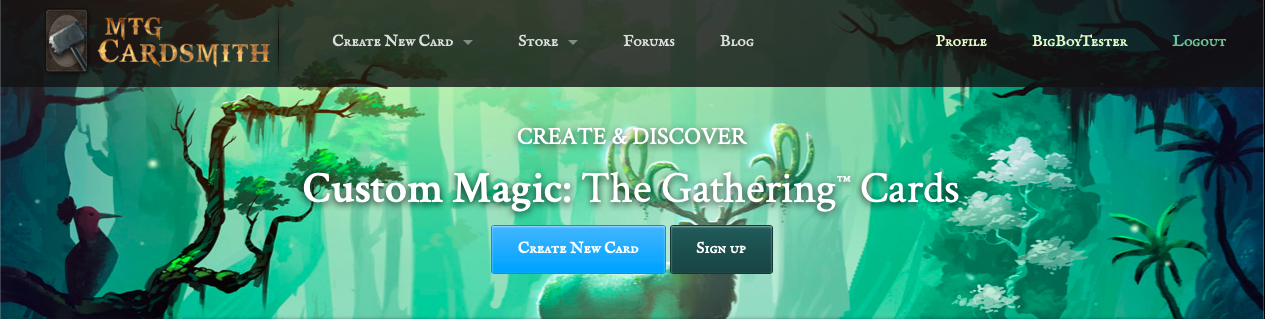 MTG
CARDSMITH
Create New Card
Store
Forums
Blog
Profile
BigBoyTester
Logout
CREATE & DISCOVER
Custom Magic: The Gathering™ Cards
Create New Card
Sign up